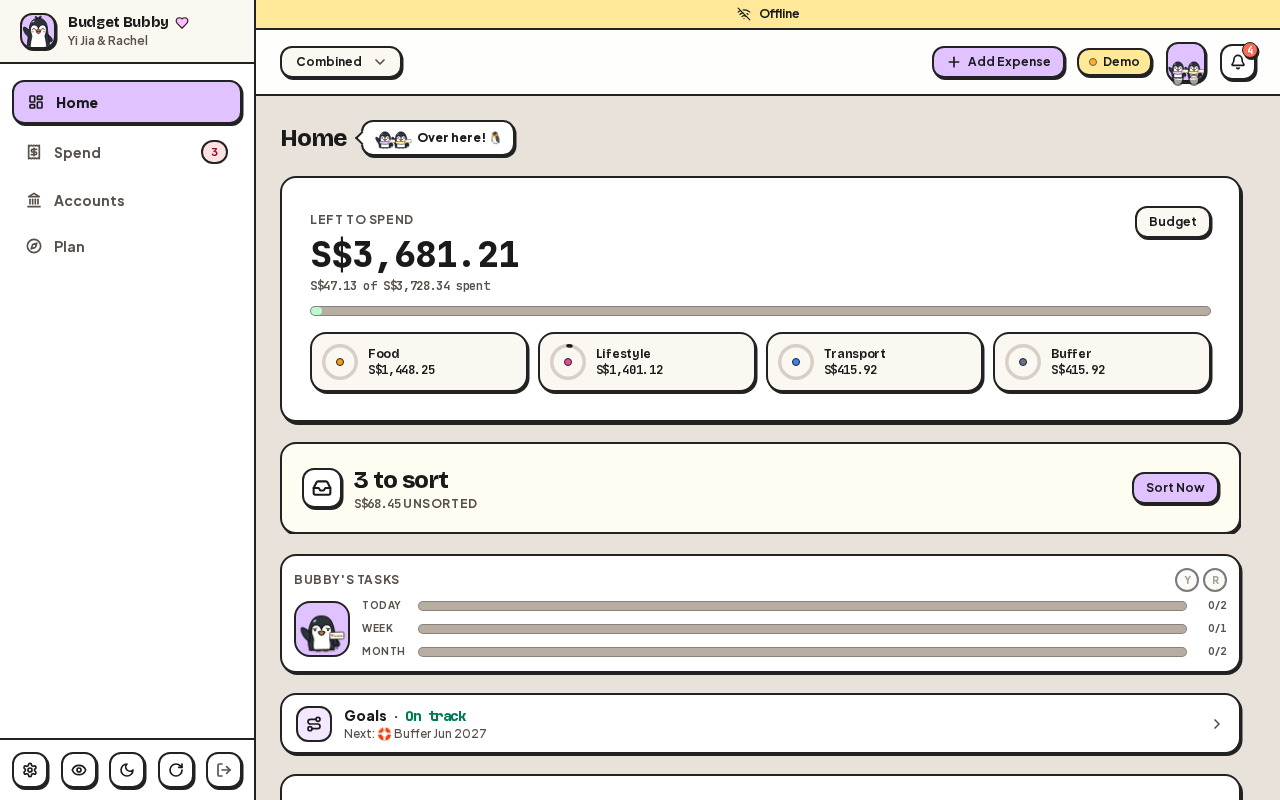 Budget Bubby
Yi Jia & Rachel
Home
Spend
3
Accounts
Plan
Offline
Combined
Add Expense
Demo
4
Home
Over here! 🐧
LEFT TO SPEND
S$3,681.21
S$47.13 of S$3,728.34 spent
Budget
Food
S$1,448.25
Lifestyle
S$1,401.12
Transport
S$415.92
Buffer
S$415.92
3 to sort
S$68.45 UNSORTED
Sort Now
BUBBY'S TASKS
Y R
TODAY 0/2
WEEK 0/1
MONTH 0/2
Goals · On track
Next: 🛟 Buffer Jun 2027